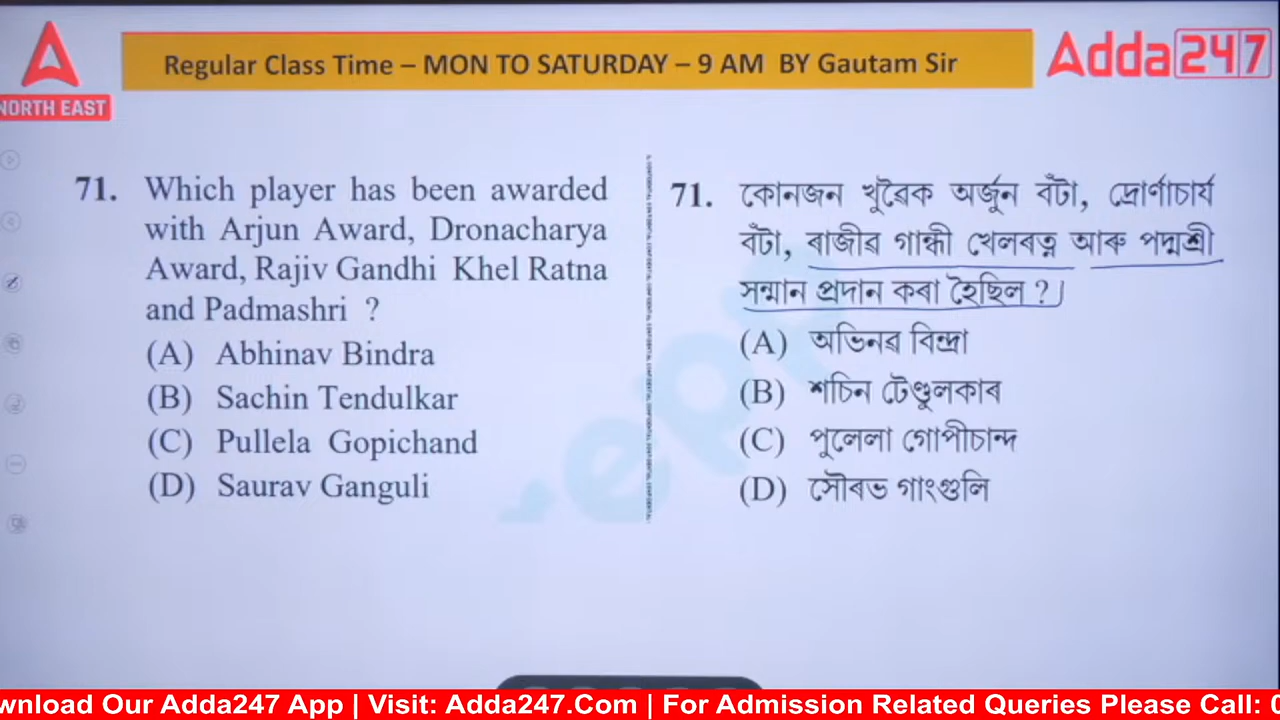 Regular Class Time – MON TO SATURDAY – 9 AM BY Gautam Sir
Adda247
NORTH EAST
71. Which player has been awarded
with Arjun Award, Dronacharya
Award, Rajiv Gandhi Khel Ratna
and Padmashri ?
(A) Abhinav Bindra
(B) Sachin Tendulkar
(C) Pullela Gopichand
(D) Saurav Ganguli
71. কোনজন খুৱৈক অৰ্জুন বঁটা, দ্ৰোৰ্ণাচাৰ্য
বঁটা, ৰাজীৱ গান্ধী খেলৰত্ন আৰু পদ্মশ্ৰী
সন্মান প্ৰদান কৰা হৈছিল ?
(A) অভিনৱ বিন্দ্ৰা
(B) শচিন টেণ্ডুলকাৰ
(C) পুলেলা গোপীচান্দ
(D) সৌৰভ গাংগুলি
wnload Our Adda247 App | Visit: Adda247.Com | For Admission Related Queries Please Call: